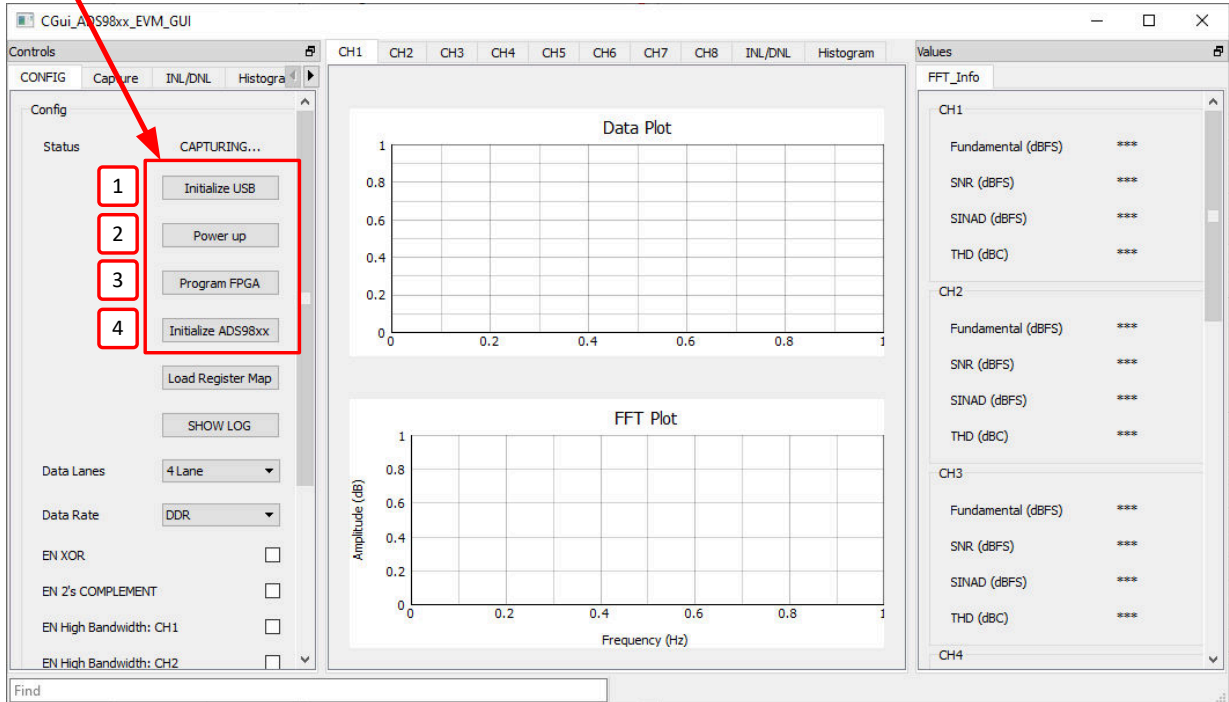 CGui_ADS98xx_EVM_GUI
Controls
CONFIG Capture INL/DNL Histogra
Config
Status CAPTURING...
1 Initialize USB
2 Power up
3 Program FPGA
4 Initialize ADS98xx
Load Register Map
SHOW LOG
Data Lanes 4 Lane
Data Rate DDR
EN XOR
EN 2's COMPLEMENT
EN High Bandwidth: CH1
EN High Bandwidth: CH2
Find
CH1 CH2 CH3 CH4 CH5 CH6 CH7 CH8 INL/DNL Histogram
Data Plot
1
0.8
0.6
0.4
0.2
0
0 0.2 0.4 0.6 0.8 1
FFT Plot
Amplitude (dB)
1
0.8
0.6
0.4
0.2
0
0 0.2 0.4 0.6 0.8 1
Frequency (Hz)
Values
FFT_Info
CH1
Fundamental (dBFS) ***
SNR (dBFS) ***
SINAD (dBFS) ***
THD (dBC) ***
CH2
Fundamental (dBFS) ***
SNR (dBFS) ***
SINAD (dBFS) ***
THD (dBC) ***
CH3
Fundamental (dBFS) ***
SNR (dBFS) ***
SINAD (dBFS) ***
THD (dBC) ***
CH4